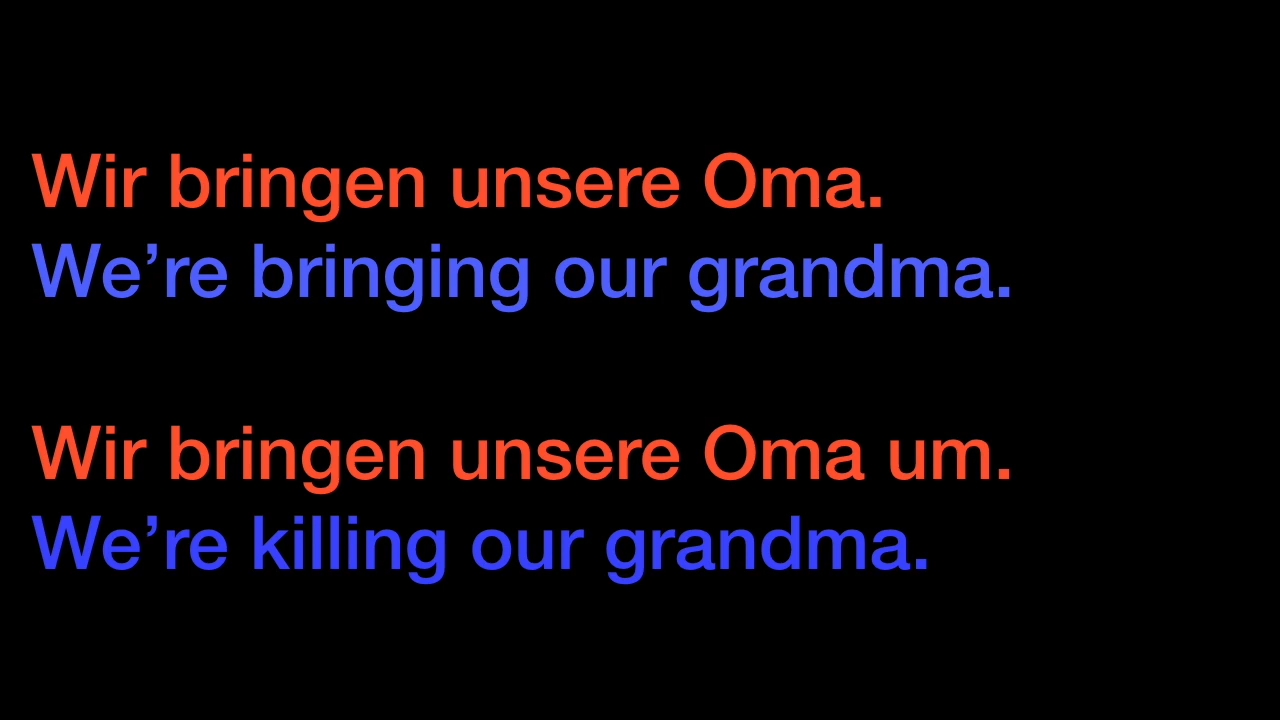 Wir bringen unsere Oma.
We’re bringing our grandma.
Wir bringen unsere Oma um.
We’re killing our grandma.